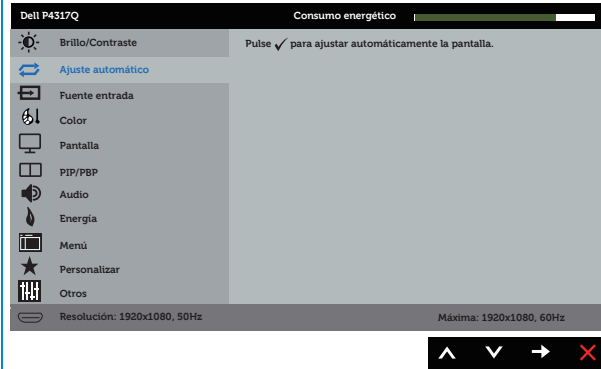 Dell P4317Q
Consumo energético
Brillo/Contraste
Pulse ✓ para ajustar automáticamente la pantalla.
Ajuste automático
Fuente entrada
Color
Pantalla
PIP/PBP
Audio
Energía
Menú
Personalizar
Otros
Resolución: 1920x1080, 50Hz
Máxima: 1920x1080, 60Hz